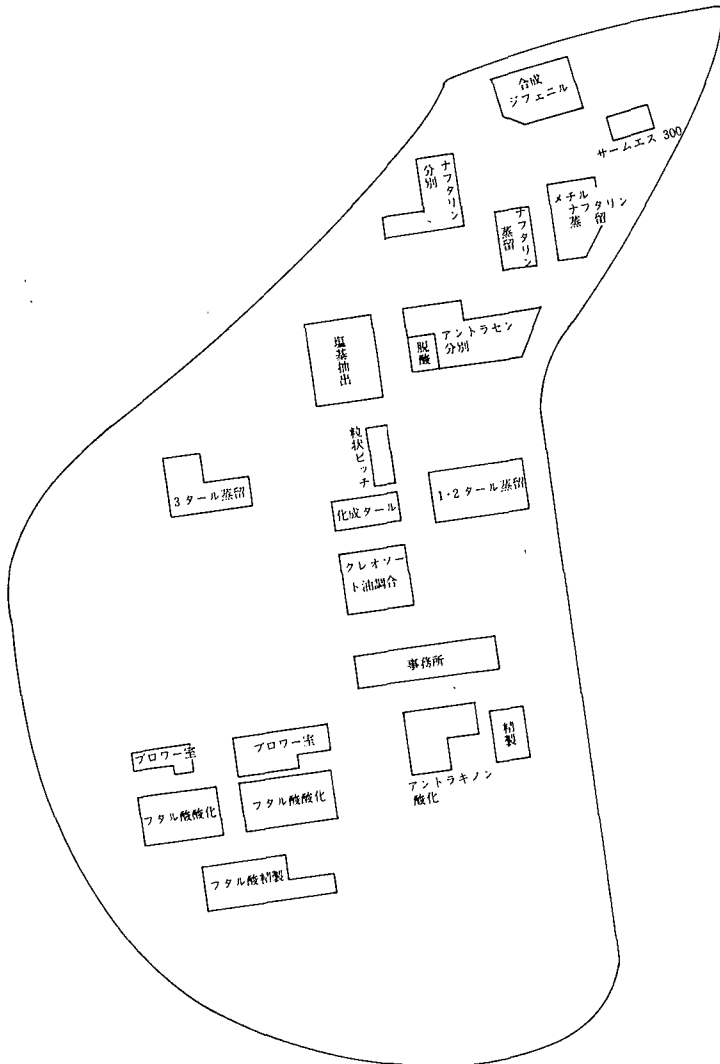 合成
ジフェニル
サームエス 300
ナフタリン
分別
メチル
ナフタリン
蒸留
ナフタリン
蒸留
アントラセン
分別
脱酸
塩基抽出
粒状ピッチ
3タール蒸留
化成タール
1・2タール蒸留
クレオソー
ト油調合
事務所
ブロワー室
ブロワー室
精製
アントラキノン
酸化
フタル酸酸化
フタル酸酸化
フタル酸精製